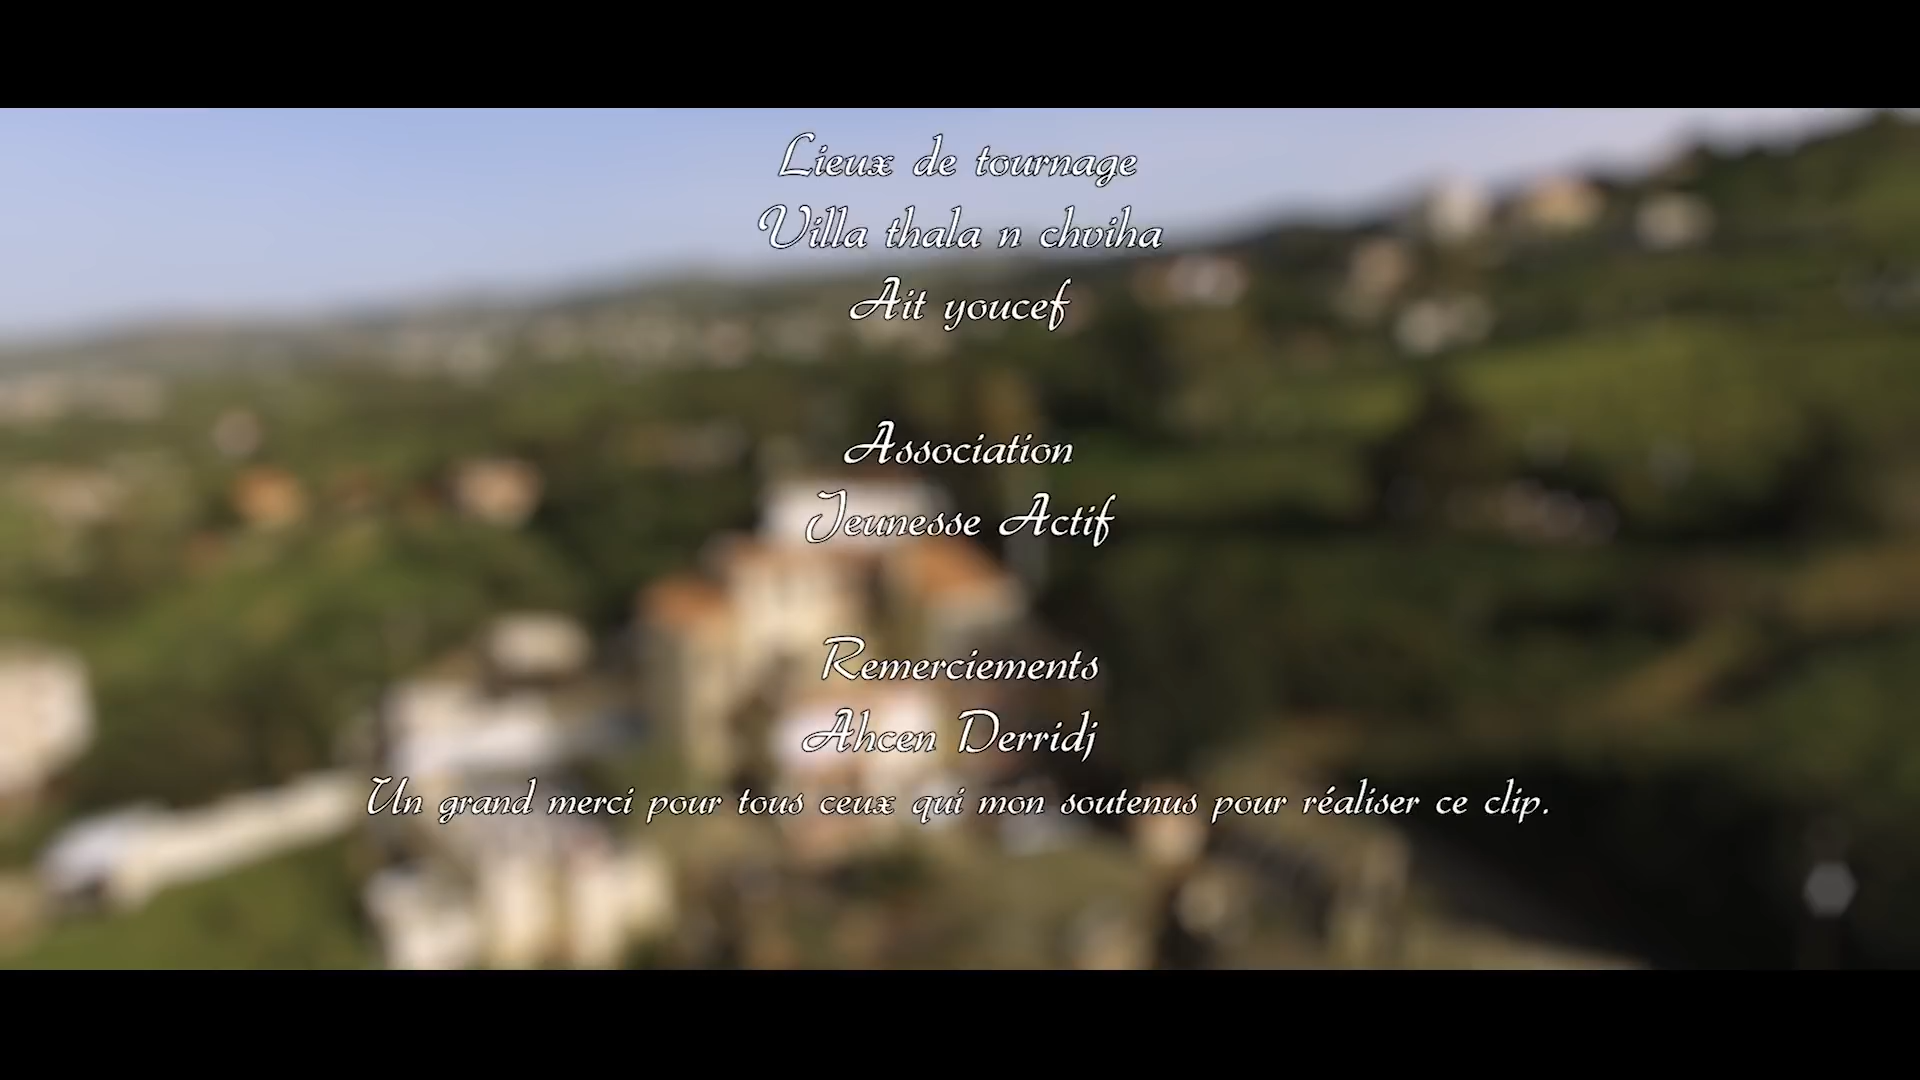 Lieux de tournage
Villa thala n chviha
Ait youcef
Association
Jeunesse Actif
Remerciements
Ahcen Derridj
Un grand merci pour tous ceux qui mon soutenus pour réaliser ce clip.